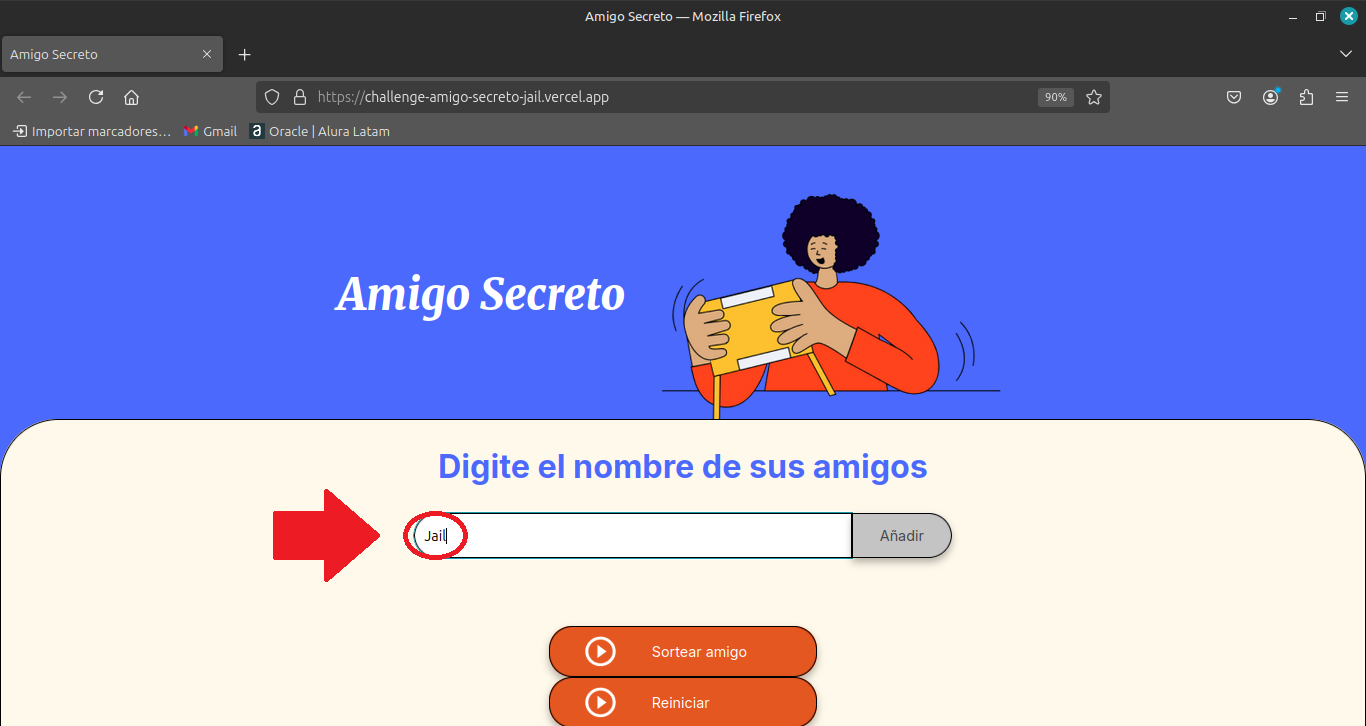 Amigo Secreto — Mozilla Firefox
Amigo Secreto
https://challenge-amigo-secreto-jail.vercel.app
90%
Importar marcadores…
Gmail
a Oracle | Alura Latam
Amigo Secreto
Digite el nombre de sus amigos
Jail
Añadir
Sortear amigo
Reiniciar